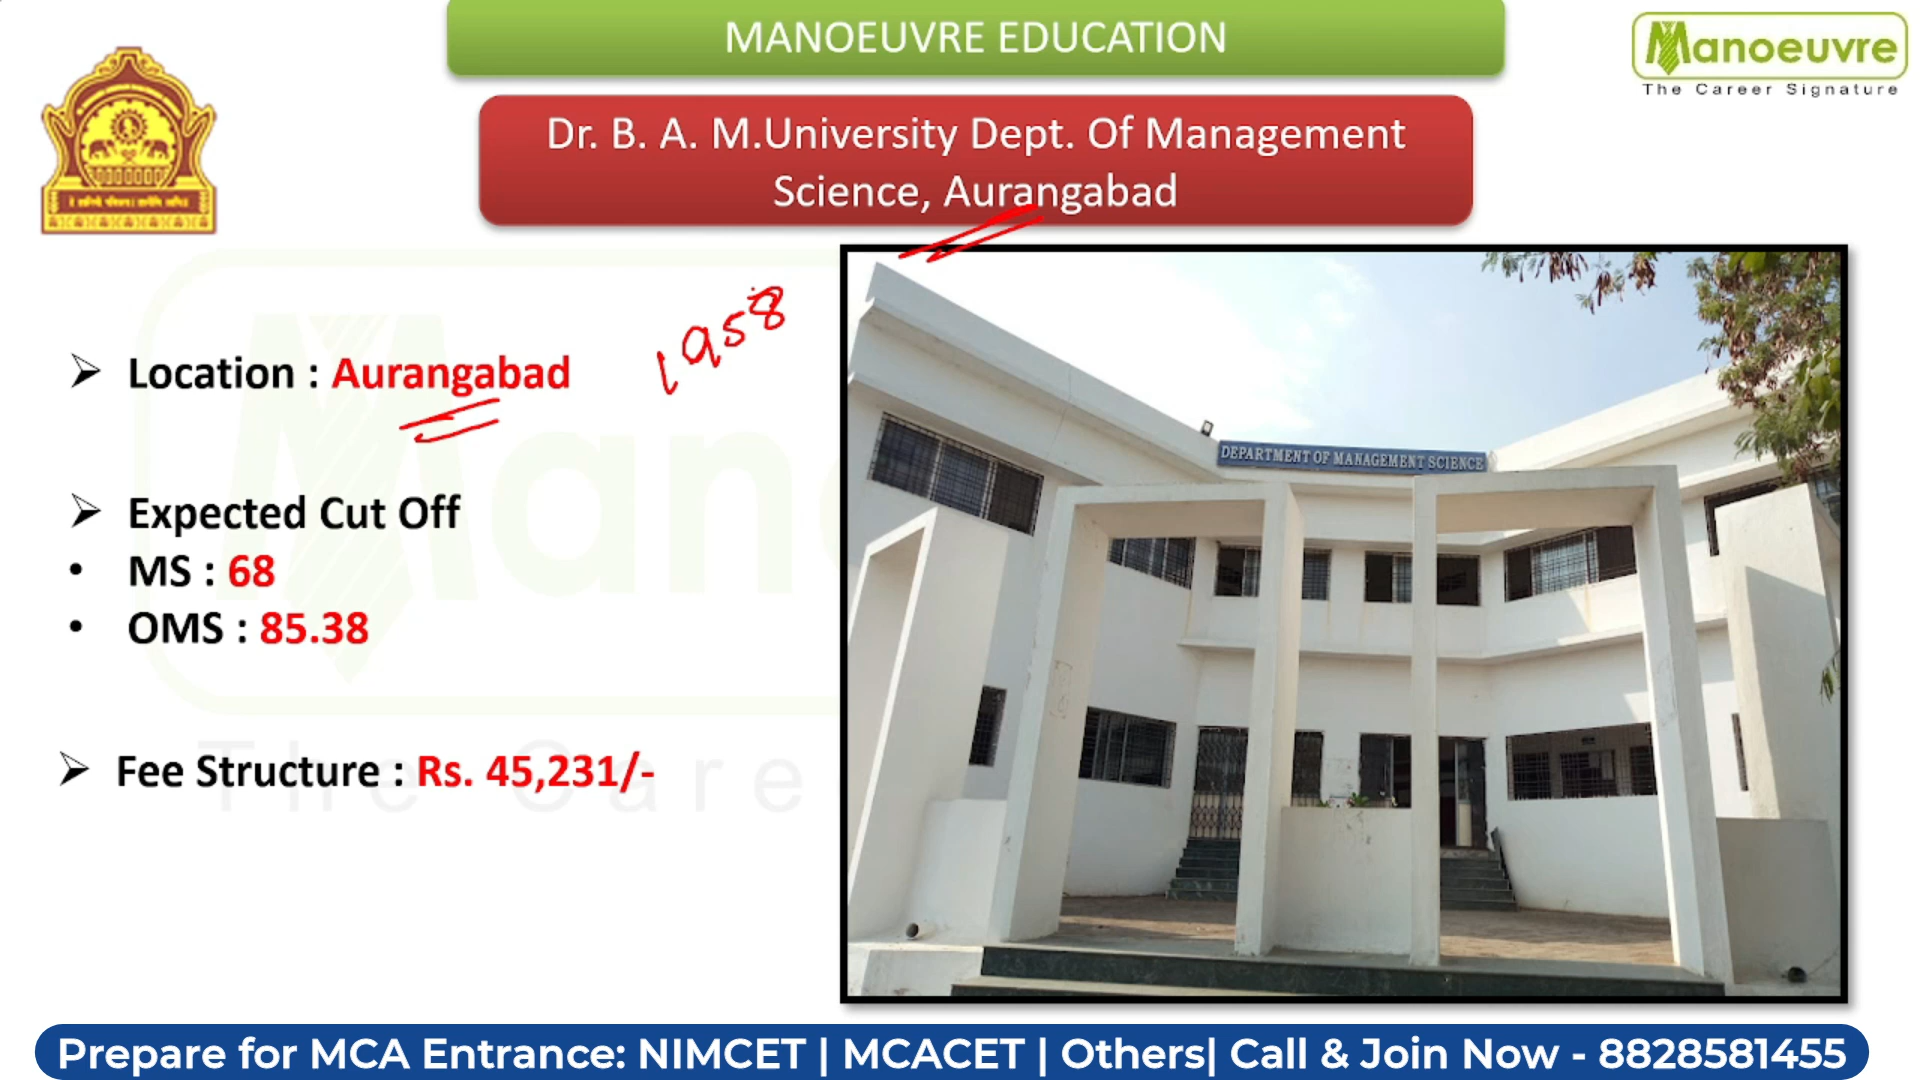 MANOEUVRE EDUCATION
Manoeuvre
The Career Signature
Dr. B. A. M.University Dept. Of Management
Science, Aurangabad
1958
➢ Location : Aurangabad
DEPARTMENT OF MANAGEMENT SCIENCE
➢ Expected Cut Off
• MS : 68
• OMS : 85.38
➢ Fee Structure : Rs. 45,231/-
Prepare for MCA Entrance: NIMCET | MCACET | Others| Call & Join Now - 8828581455